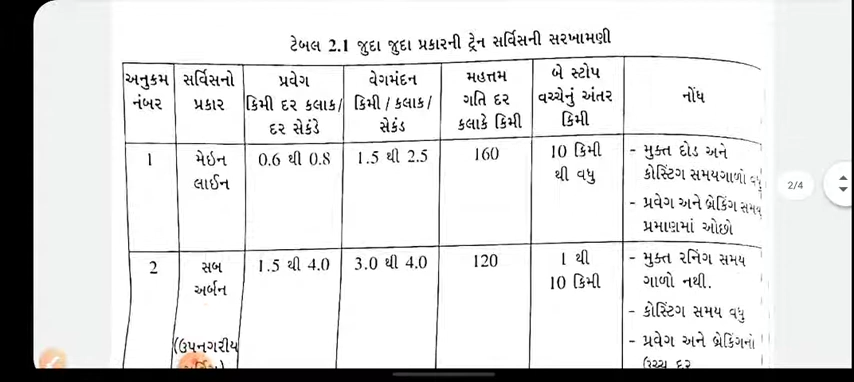 ટેબલ 2.1 જુદા જુદા પ્રકારની ટ્રેન સર્વિસની સરખામણી
અનુકમ નંબર | સર્વિસનો પ્રકાર | પ્રવેગ કિમી દર કલાક/ દર સેકંડે | વેગમંદન કિમી / કલાક/ સેકંડ | મહત્તમ ગતિ દર કલાકે કિમી | બે સ્ટોપ વચ્ચેનું અંતર કિમી | નોંધ
1 | મેઇન લાઈન | 0.6 થી 0.8 | 1.5 થી 2.5 | 160 | 10 કિમી થી વધુ | - મુક્ત દોડ અને
કોસ્ટિંગ સમયગાળો વધુ
- પ્રવેગ અને બ્રેકિંગ સમય
પ્રમાણમાં ઓછો
2 | સબ અર્બન | 1.5 થી 4.0 | 3.0 થી 4.0 | 120 | 1 થી 10 કિમી | - મુક્ત રનિંગ સમય
ગાળો નથી.
- કોસ્ટિંગ સમય વધુ
(ઉપનગરીય | - પ્રવેગ અને બ્રેકિંગનો
ઉચ્ચ દર
2/4